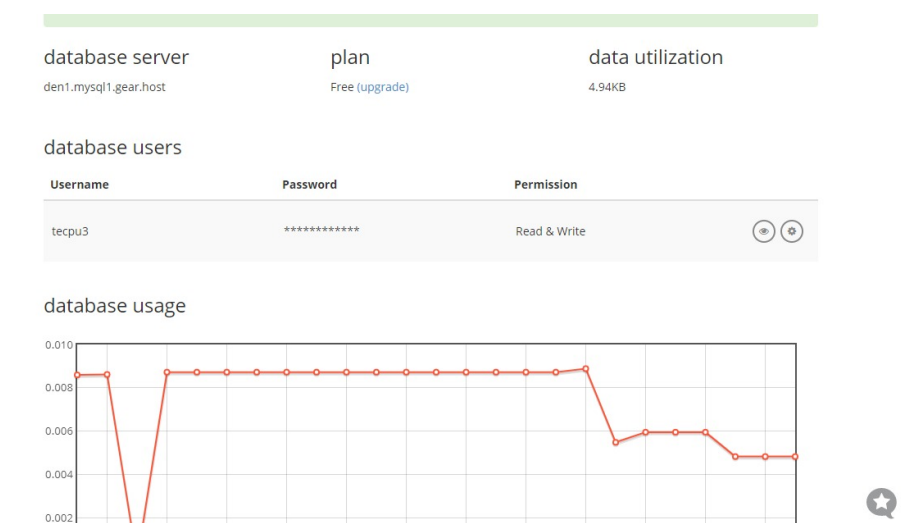 database server plan data utilization
den1.mysql1.gear.host Free (upgrade) 4.94KB
database users
Username Password Permission
tecpu3 ************ Read & Write
database usage
0.010
0.008
0.006
0.004
0.002